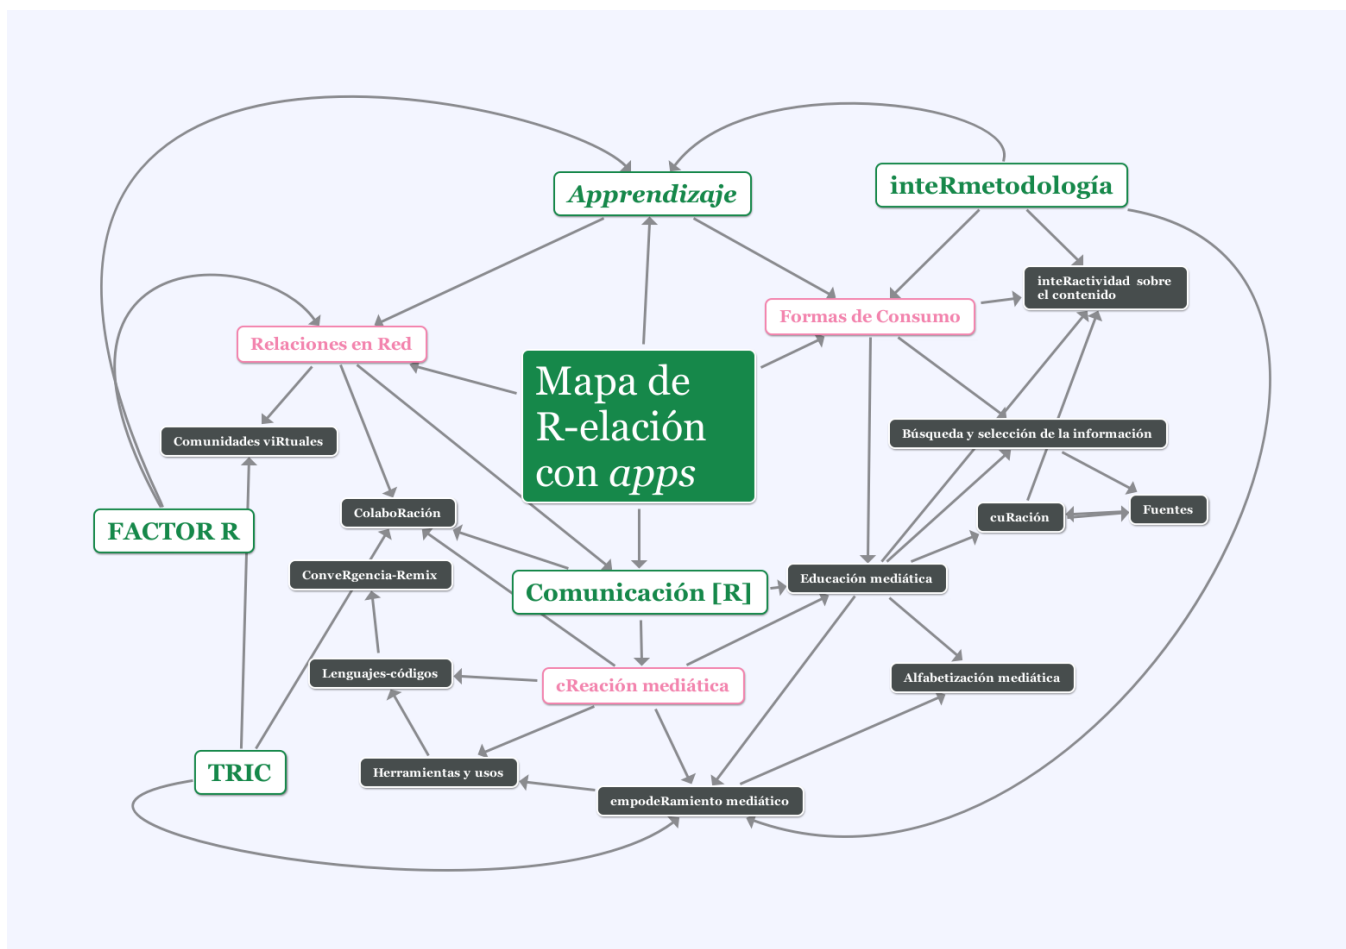 Apprendizaje
inteRmetodología
inteRactividad sobre
el contenido
Formas de Consumo
Relaciones en Red
Mapa de
R-elación
con apps
Comunidades viRtuales
Búsqueda y selección de la información
ColaboRación
cuRación
Fuentes
FACTOR R
ConveRgencia-Remix
Comunicación [R]
Educación mediática
Lenguajes-códigos
cReación mediática
Alfabetización mediática
TRIC
Herramientas y usos
empodeRamiento mediático